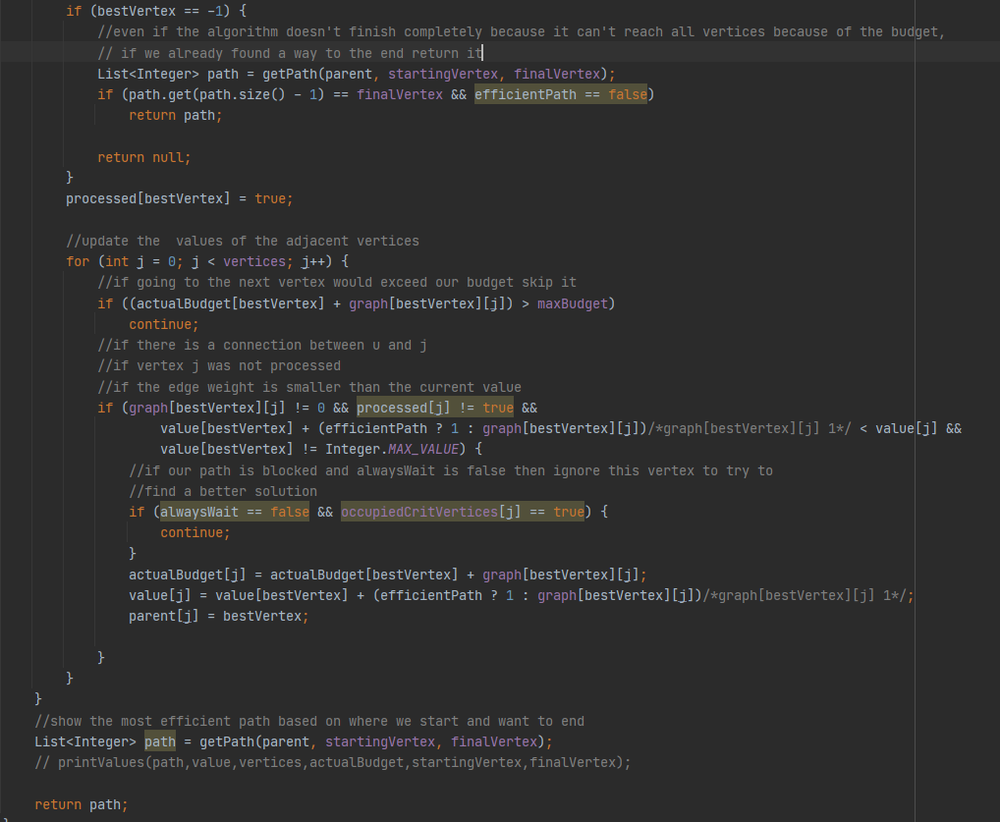 if (bestVertex == -1) {
//even if the algorithm doesn't finish completely because it can't reach all vertices because of the budget,
// if we already found a way to the end return it
List<Integer> path = getPath(parent, startingVertex, finalVertex);
if (path.get(path.size() - 1) == finalVertex && efficientPath == false)
return path;
return null;
}
processed[bestVertex] = true;
//update the  values of the adjacent vertices
for (int j = 0; j < vertices; j++) {
//if going to the next vertex would exceed our budget skip it
if ((actualBudget[bestVertex] + graph[bestVertex][j]) > maxBudget)
continue;
//if there is a connection between u and j
//if vertex j was not processed
//if the edge weight is smaller than the current value
if (graph[bestVertex][j] != 0 && processed[j] != true &&
value[bestVertex] + (efficientPath ? 1 : graph[bestVertex][j])/*graph[bestVertex][j] 1*/ < value[j] &&
value[bestVertex] != Integer.MAX_VALUE) {
//if our path is blocked and alwaysWait is false then ignore this vertex to try to
//find a better solution
if (alwaysWait == false && occupiedCritVertices[j] == true) {
continue;
}
actualBudget[j] = actualBudget[bestVertex] + graph[bestVertex][j];
value[j] = value[bestVertex] + (efficientPath ? 1 : graph[bestVertex][j])/*graph[bestVertex][j] 1*/;
parent[j] = bestVertex;
}
}
}
//show the most efficient path based on where we start and want to end
List<Integer> path = getPath(parent, startingVertex, finalVertex);
// printValues(path,value,vertices,actualBudget,startingVertex,finalVertex);
return path;
}